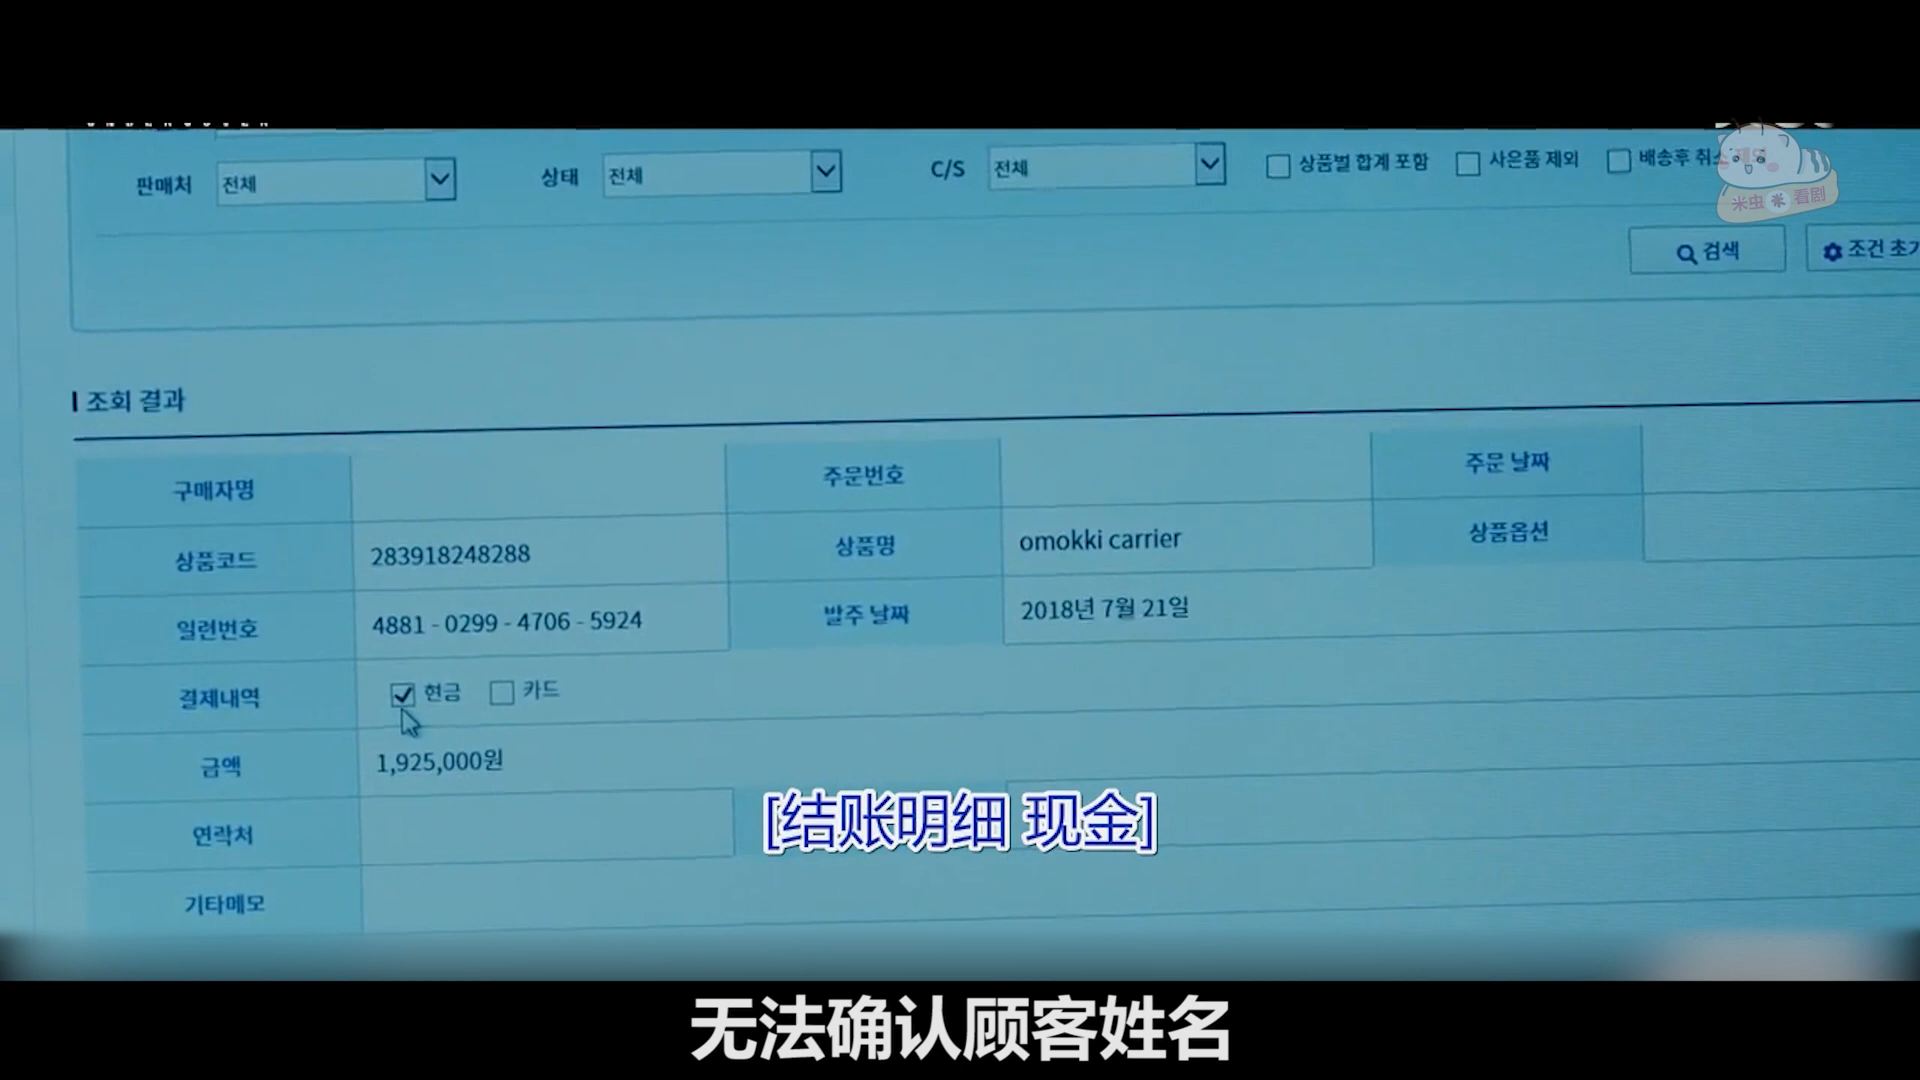 판매처 전체 상태 전체 C/S 전체 상품별 합계 포함 사은품 제외 배송후 취소
米虫 米 看剧
검색 조건 초기
조회 결과
구매자명 주문번호 주문 날짜
상품코드 283918248288 상품명 omokki carrier 상품옵션
일련번호 4881 - 0299 - 4706 - 5924 발주 날짜 2018년 7월 21일
결제내역 현금 카드
금액 1,925,000원
[结账明细 现金]
연락처
기타메모
无法确认顾客姓名